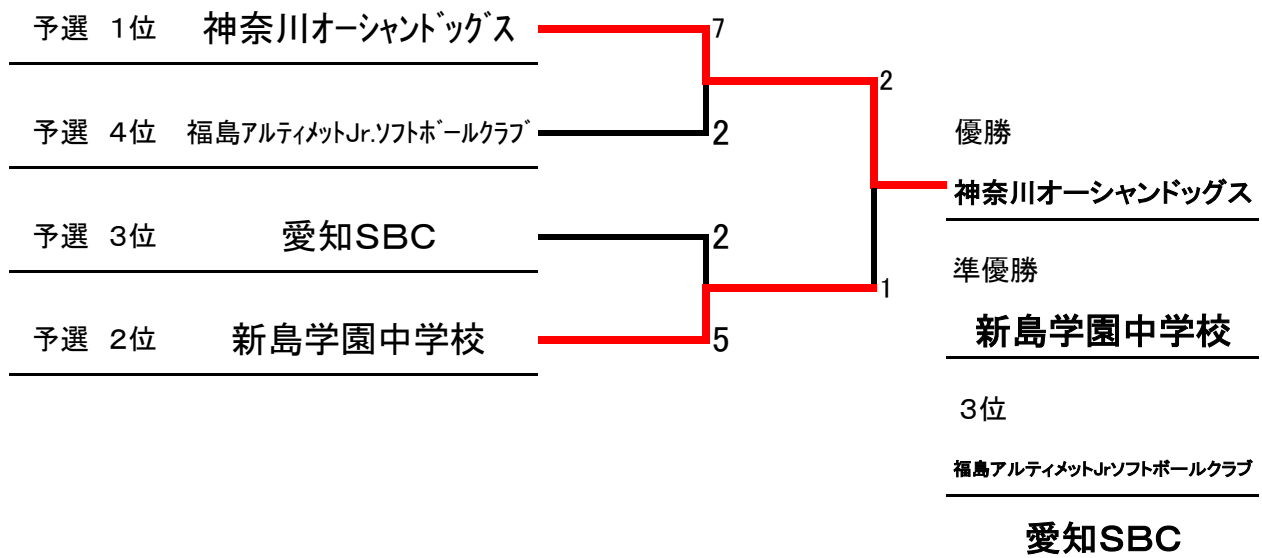 予選 1位 神奈川オーシャンドッグス 7
2
予選 4位 福島アルティメットJr.ソフトボールクラブ 2
優勝
神奈川オーシャンドッグス
予選 3位 愛知SBC 2
準優勝
1
新島学園中学校
予選 2位 新島学園中学校 5
3位
福島アルティメットJrソフトボールクラブ
愛知SBC